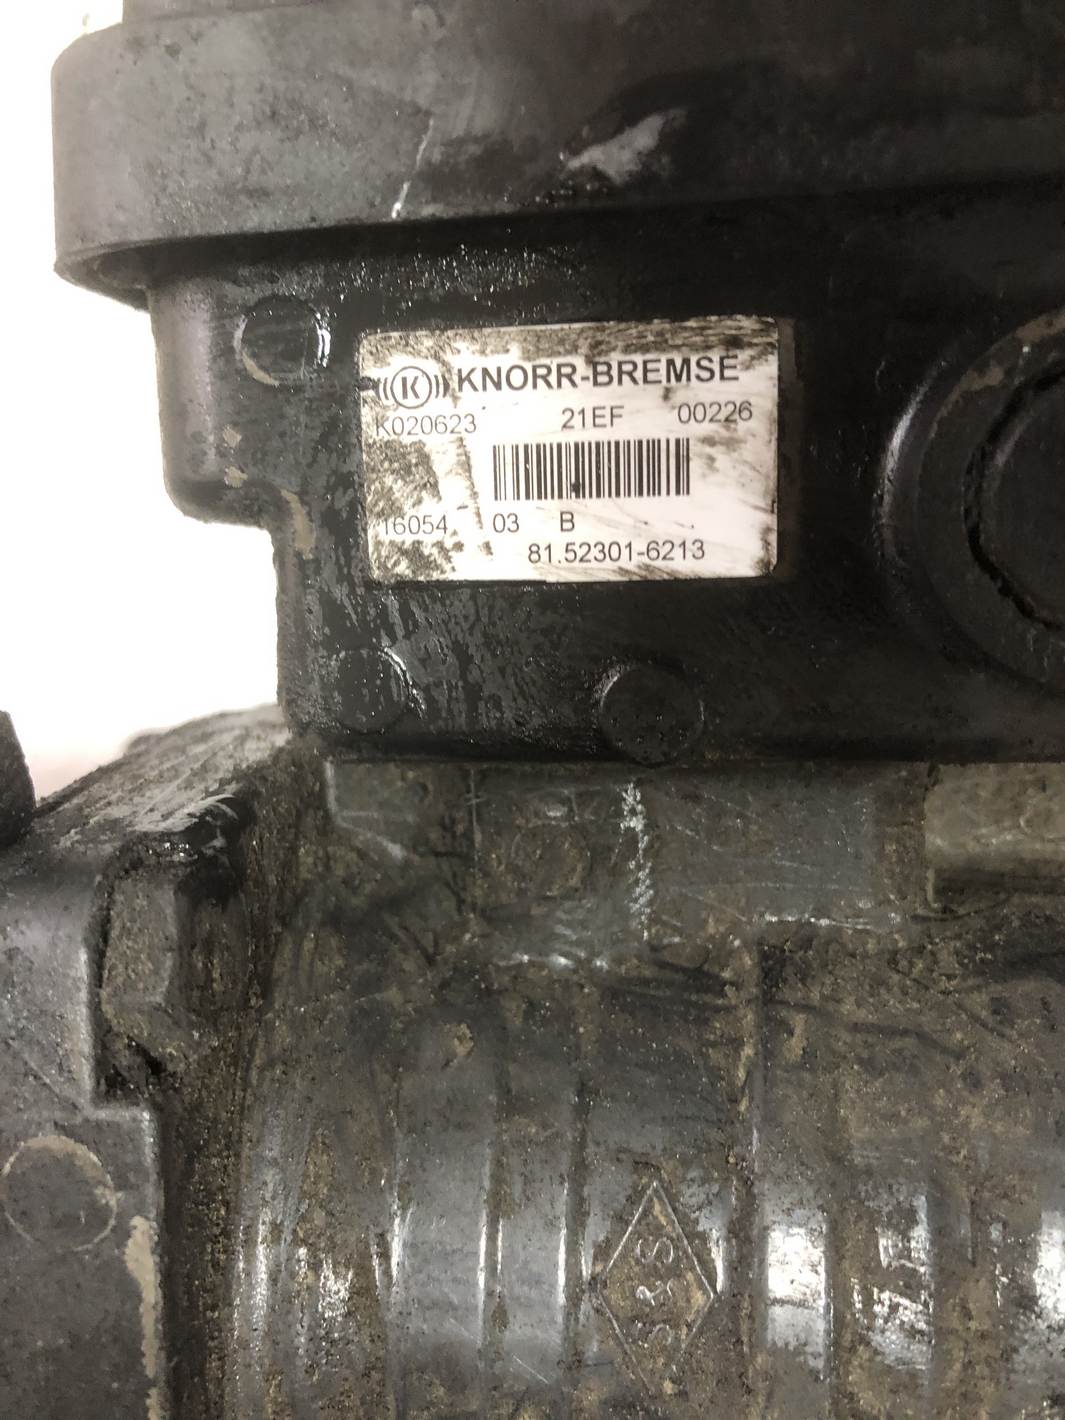 K KNORR-BREMSE
K020623 21EF 00226
16054 03 B
81.52301-6213
S&S